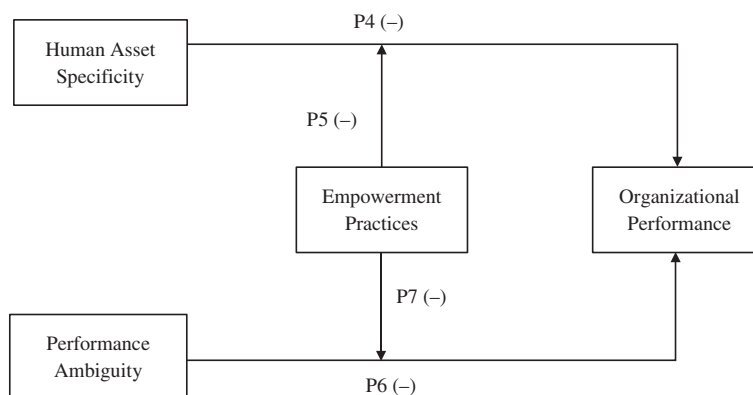 P4 (–)
Human Asset
Specificity
P5 (–)
Empowerment
Practices
Organizational
Performance
P7 (–)
Performance
Ambiguity
P6 (–)